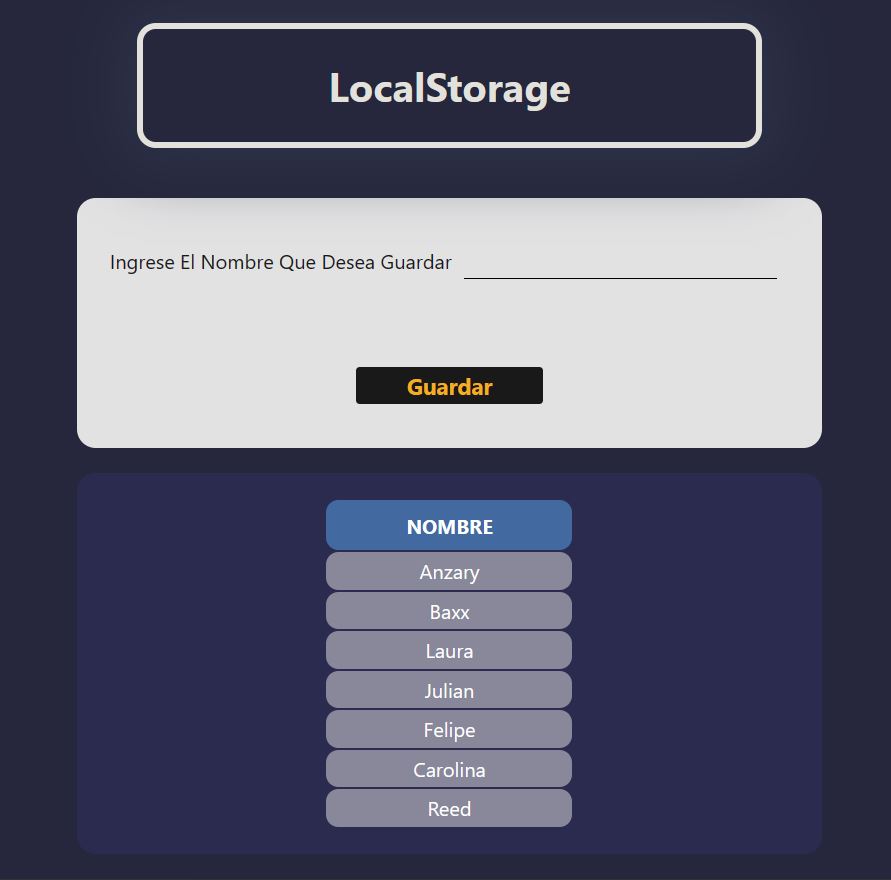 LocalStorage
Ingrese El Nombre Que Desea Guardar
Guardar
NOMBRE
Anzary
Baxx
Laura
Julian
Felipe
Carolina
Reed